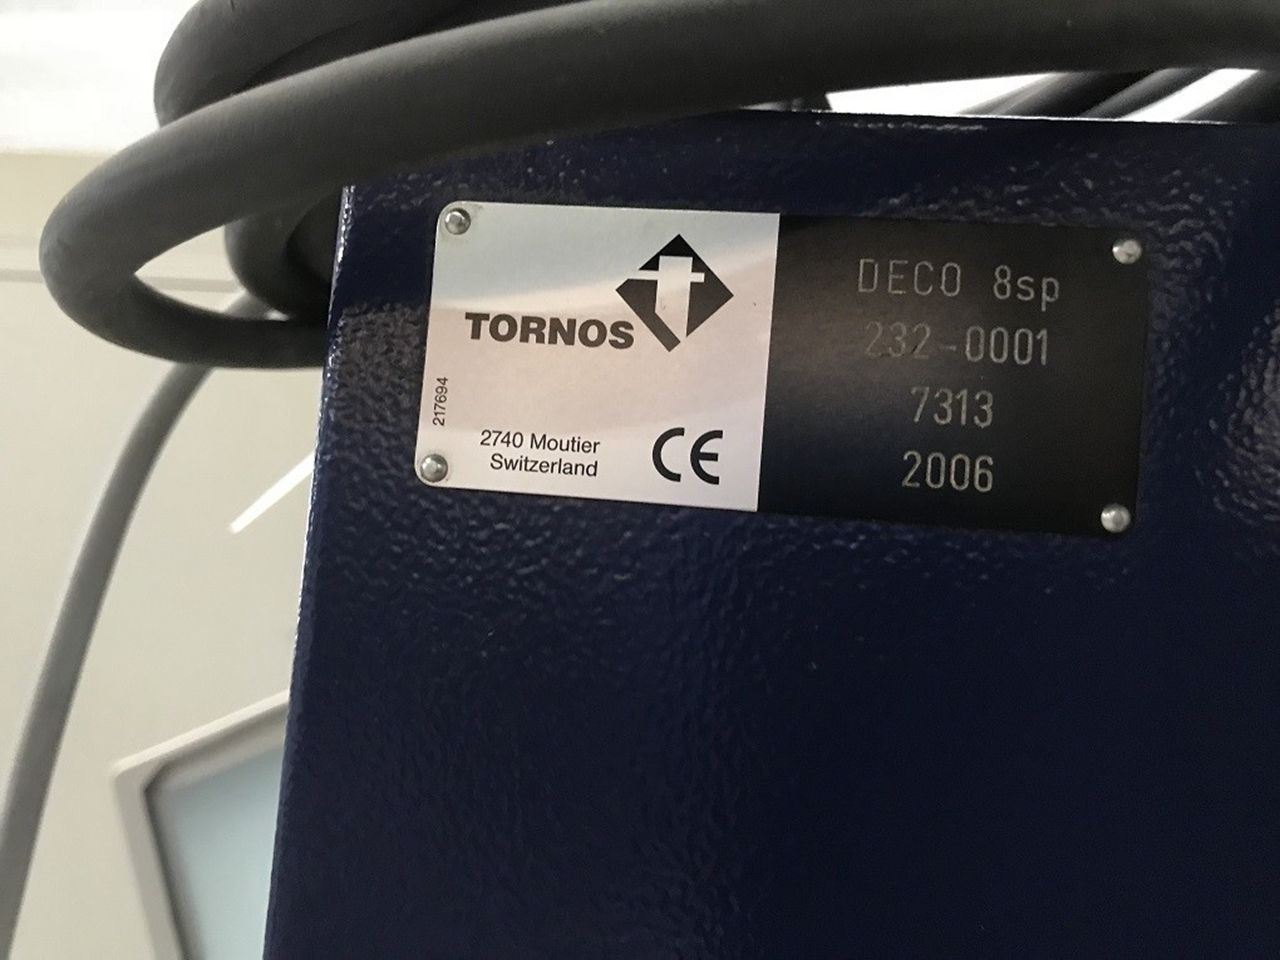 TORNOS
217694
2740 Moutier
Switzerland
CE
DECO 8sp
232-0001
7313
2006